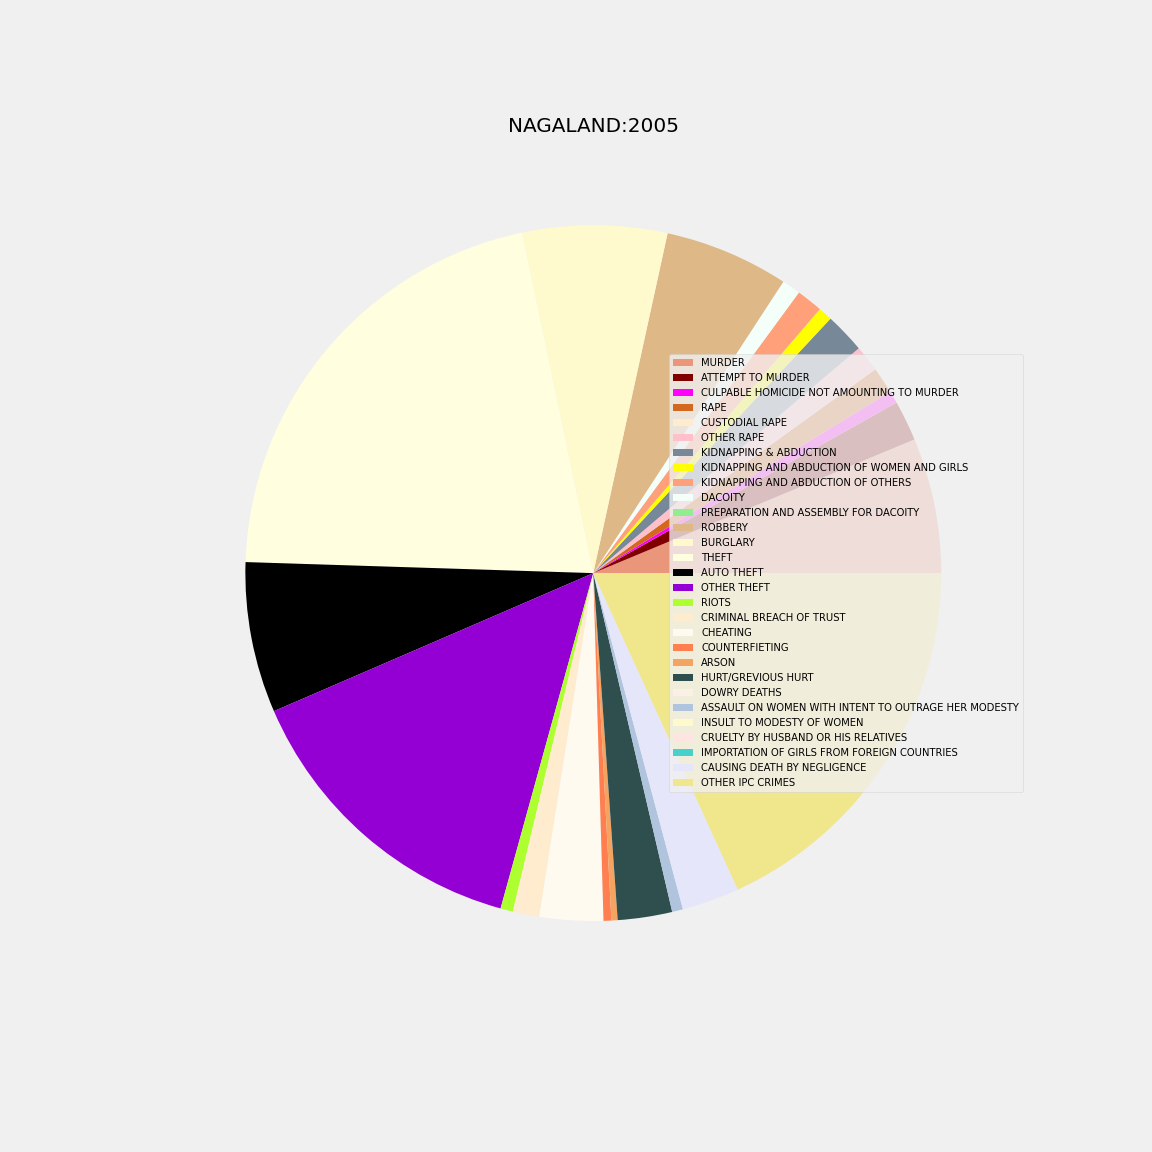 NAGALAND:2005
MURDER
ATTEMPT TO MURDER
CULPABLE HOMICIDE NOT AMOUNTING TO MURDER
RAPE
CUSTODIAL RAPE
OTHER RAPE
KIDNAPPING & ABDUCTION
KIDNAPPING AND ABDUCTION OF WOMEN AND GIRLS
KIDNAPPING AND ABDUCTION OF OTHERS
DACOITY
PREPARATION AND ASSEMBLY FOR DACOITY
ROBBERY
BURGLARY
THEFT
AUTO THEFT
OTHER THEFT
RIOTS
CRIMINAL BREACH OF TRUST
CHEATING
COUNTERFIETING
ARSON
HURT/GREVIOUS HURT
DOWRY DEATHS
ASSAULT ON WOMEN WITH INTENT TO OUTRAGE HER MODESTY
INSULT TO MODESTY OF WOMEN
CRUELTY BY HUSBAND OR HIS RELATIVES
IMPORTATION OF GIRLS FROM FOREIGN COUNTRIES
CAUSING DEATH BY NEGLIGENCE
OTHER IPC CRIMES